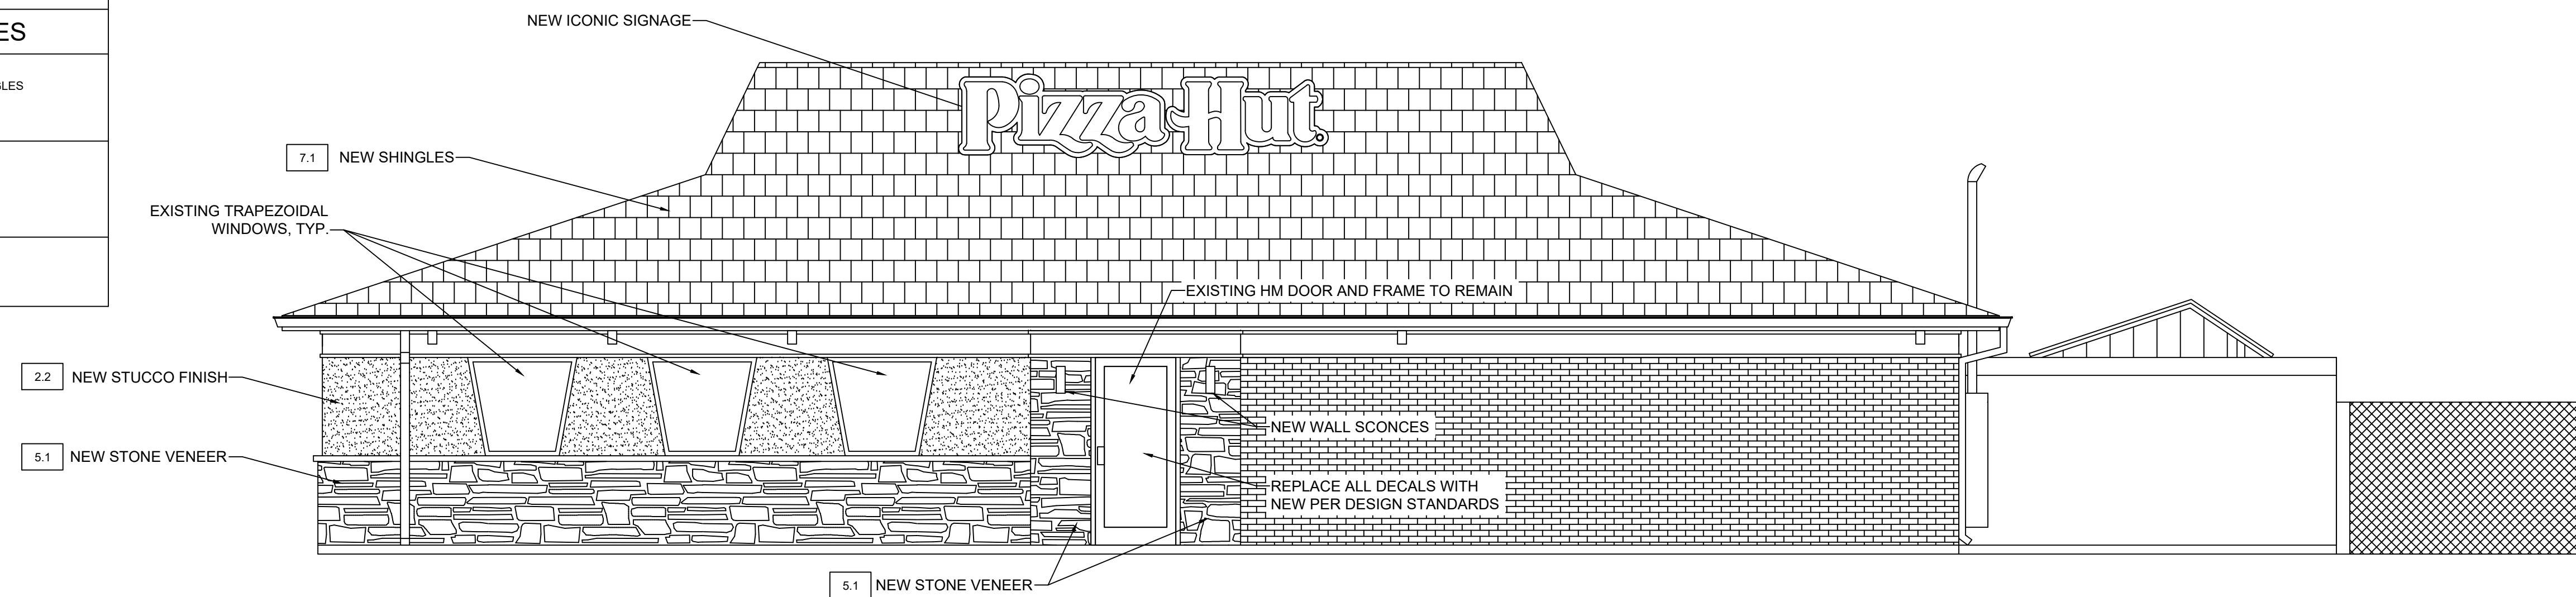 ES
LES
NEW ICONIC SIGNAGE
Pizza Hut
7.1 NEW SHINGLES
EXISTING TRAPEZOIDAL
WINDOWS, TYP.
EXISTING HM DOOR AND FRAME TO REMAIN
2.2 NEW STUCCO FINISH
NEW WALL SCONCES
5.1 NEW STONE VENEER
REPLACE ALL DECALS WITH
NEW PER DESIGN STANDARDS
5.1 NEW STONE VENEER